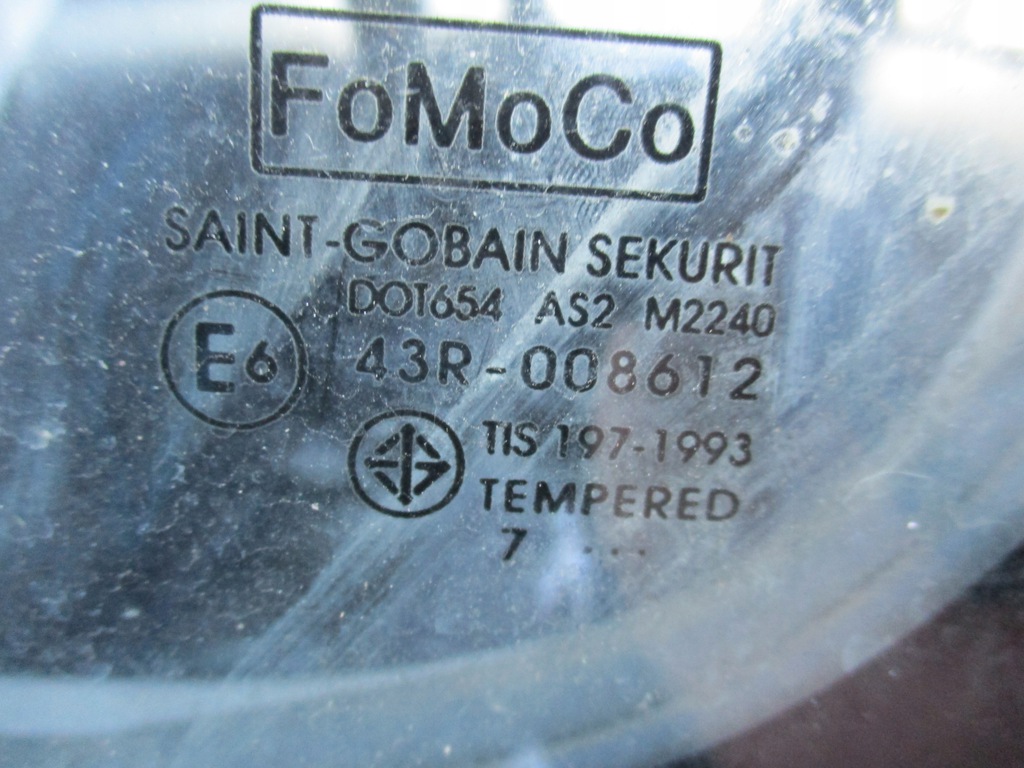 FoMoCo
SAINT-GOBAIN SEKURIT
DOT654 AS2 M2240
E6 43R-008612
TIS 197-1993
TEMPERED
7 ...